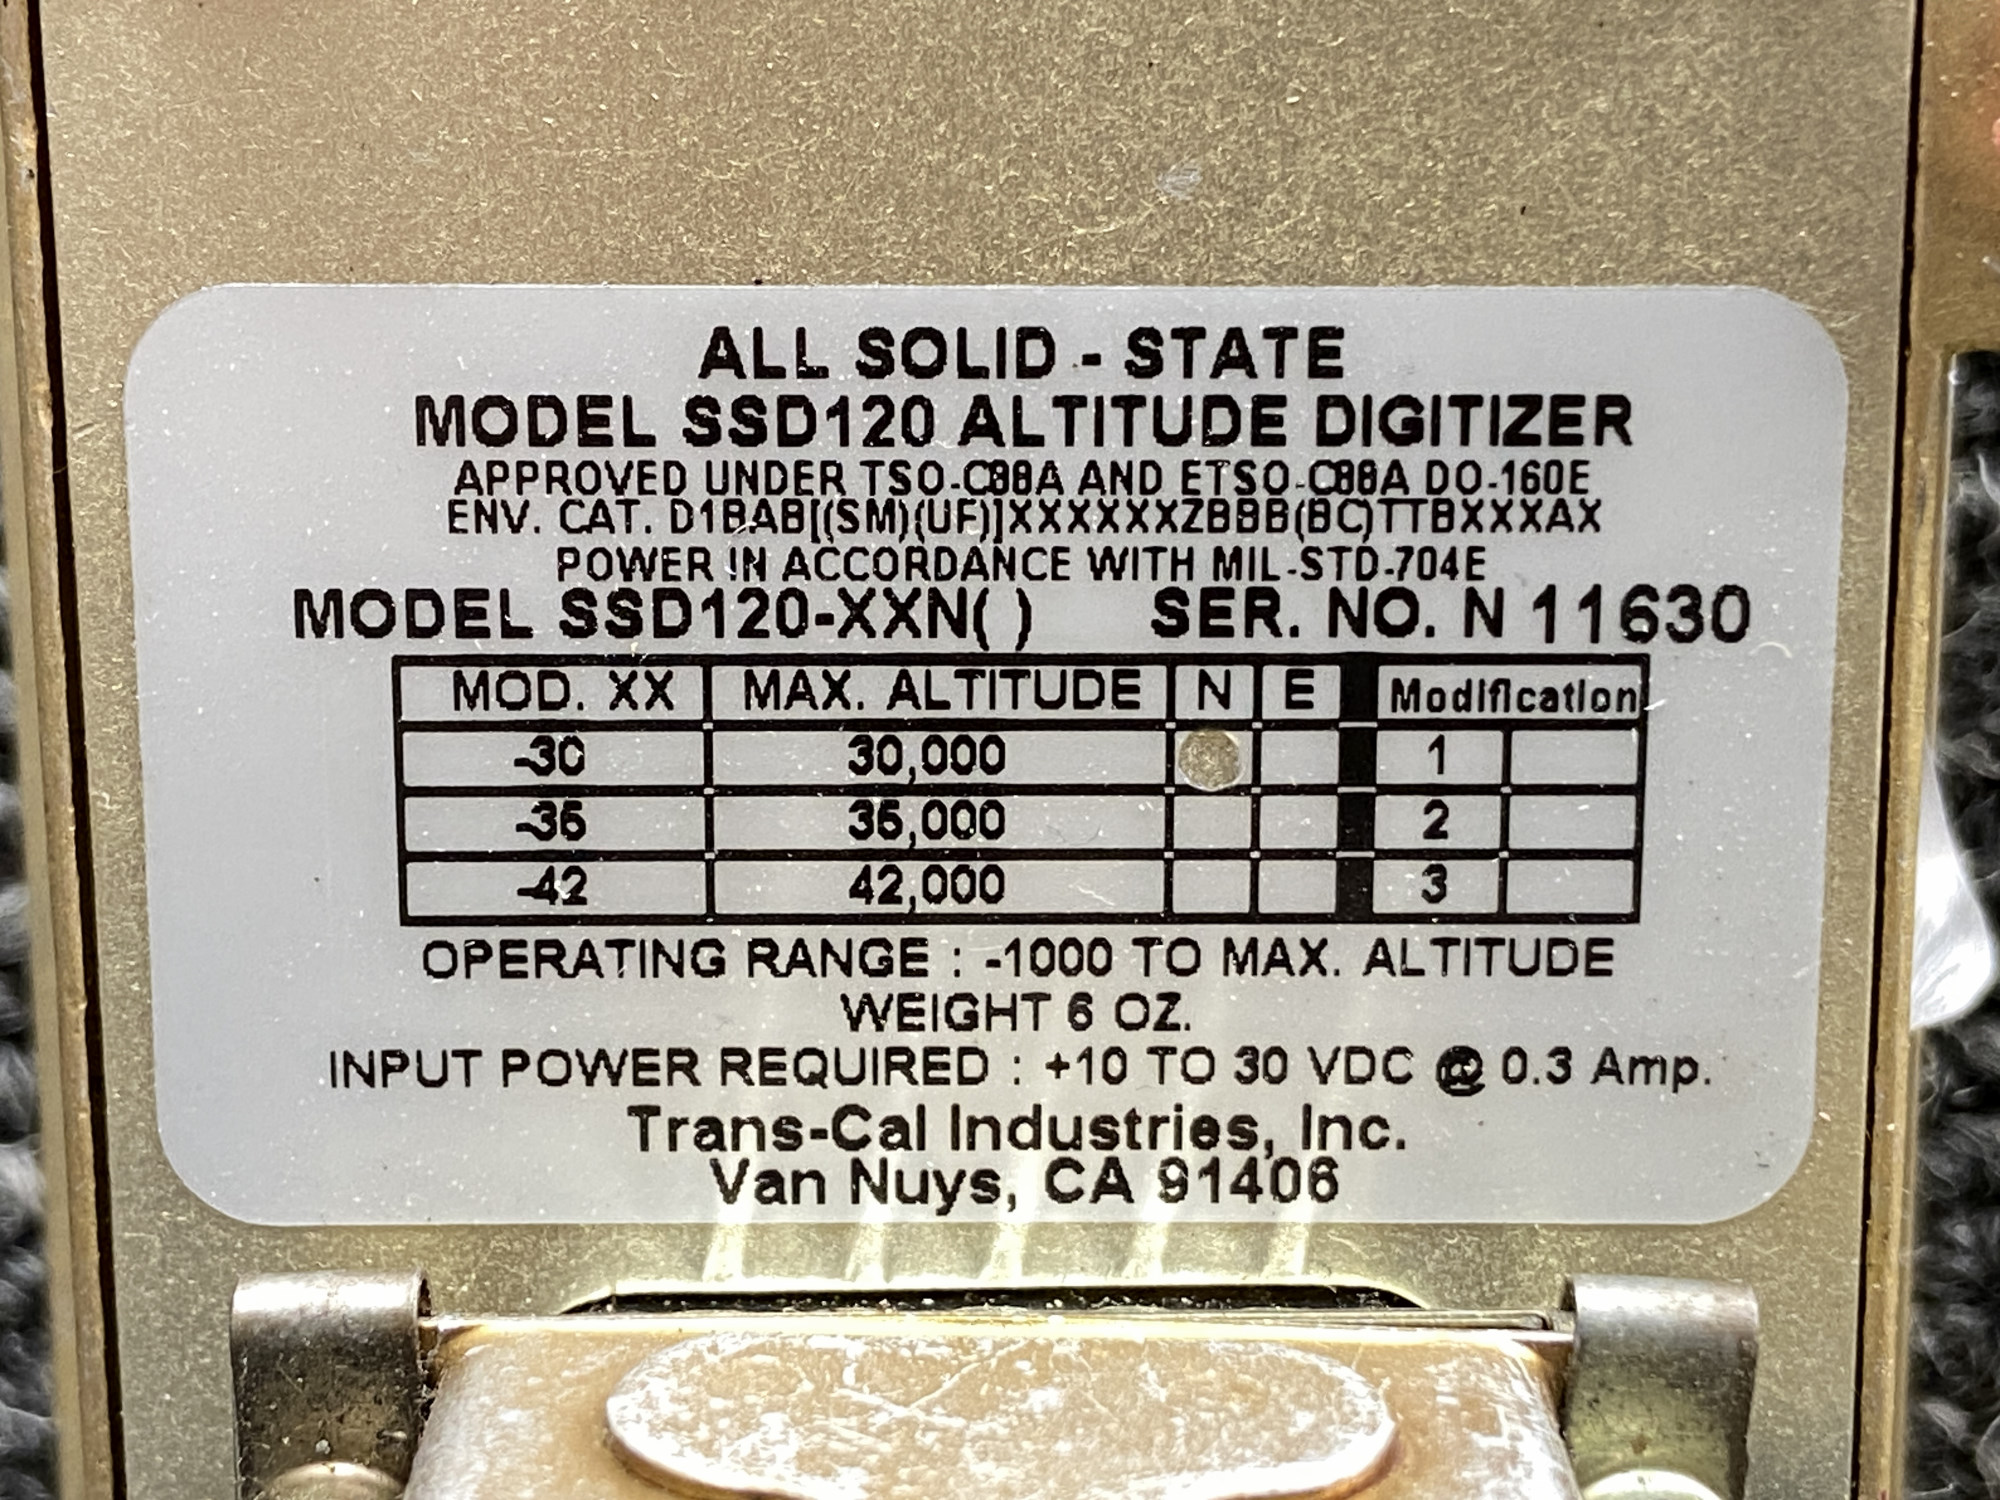 ALL SOLID - STATE
MODEL SSD120 ALTITUDE DIGITIZER
APPROVED UNDER TSO-C88A AND ETSO-C88A DO-160E
ENV. CAT. D1BAB[(SM)(UF)]XXXXXXZBBB(BC)TTBXXXAX
POWER IN ACCORDANCE WITH MIL-STD-704E
MODEL SSD120-XXN( ) SER. NO. N 11630
MOD. XX MAX. ALTITUDE N E Modification
-30 30,000 1
-35 35,000 2
-42 42,000 3
OPERATING RANGE : -1000 TO MAX. ALTITUDE
WEIGHT 6 OZ.
INPUT POWER REQUIRED : +10 TO 30 VDC @ 0.3 Amp.
Trans-Cal Industries, Inc.
Van Nuys, CA 91406